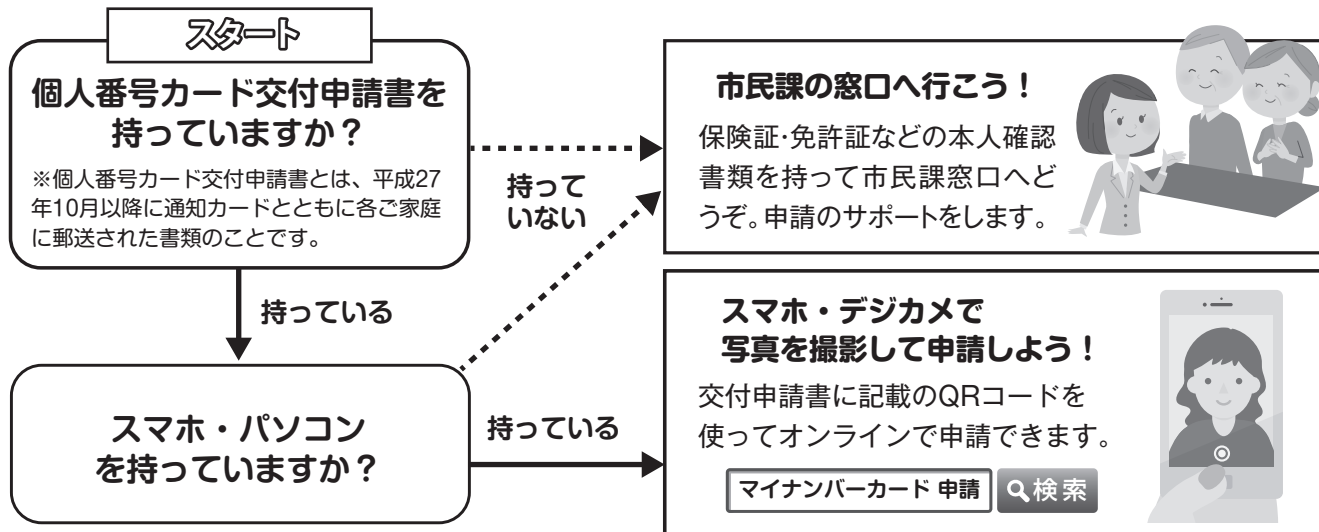 スタート
個人番号カード交付申請書を
持っていますか？
※個人番号カード交付申請書とは、平成27
年10月以降に通知カードとともに各ご家庭
に郵送された書類のことです。
持って
いない
市民課の窓口へ行こう！
保険証・免許証などの本人確認
書類を持って市民課窓口へど
うぞ。申請のサポートをします。
持っている
スマホ・パソコン
を持っていますか？
持っている
スマホ・デジカメで
写真を撮影して申請しよう！
交付申請書に記載のQRコードを
使ってオンラインで申請できます。
マイナンバーカード 申請
検索